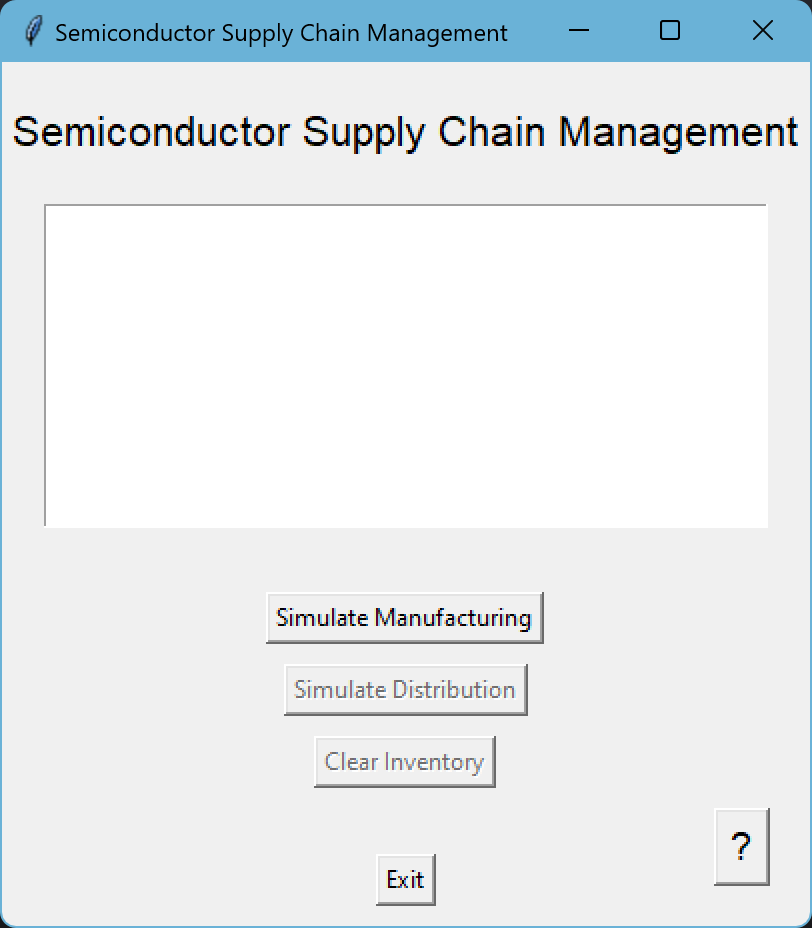 Semiconductor Supply Chain Management
Semiconductor Supply Chain Management
Simulate Manufacturing
Simulate Distribution
Clear Inventory
?
Exit